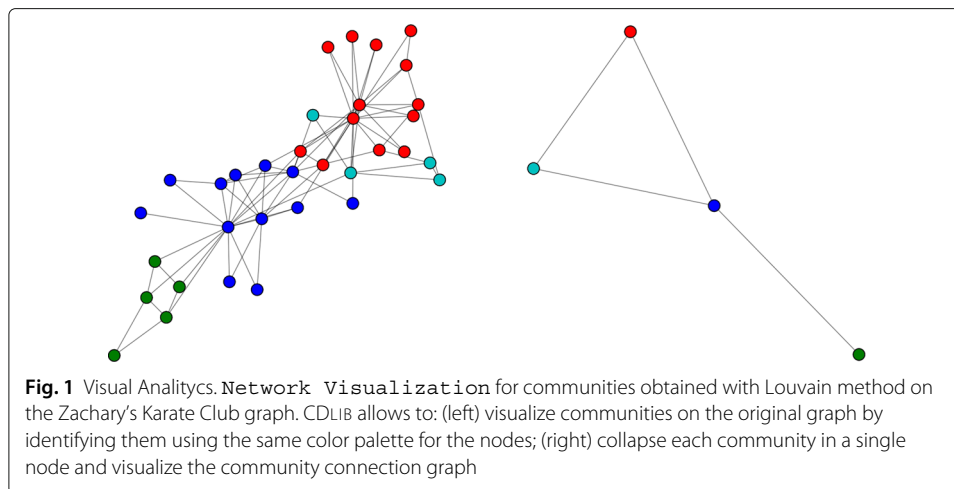 Fig. 1 Visual Analitycs. Network Visualization for communities obtained with Louvain method on
the Zachary's Karate Club graph. CDLIB allows to: (left) visualize communities on the original graph by
identifying them using the same color palette for the nodes; (right) collapse each community in a single
node and visualize the community connection graph